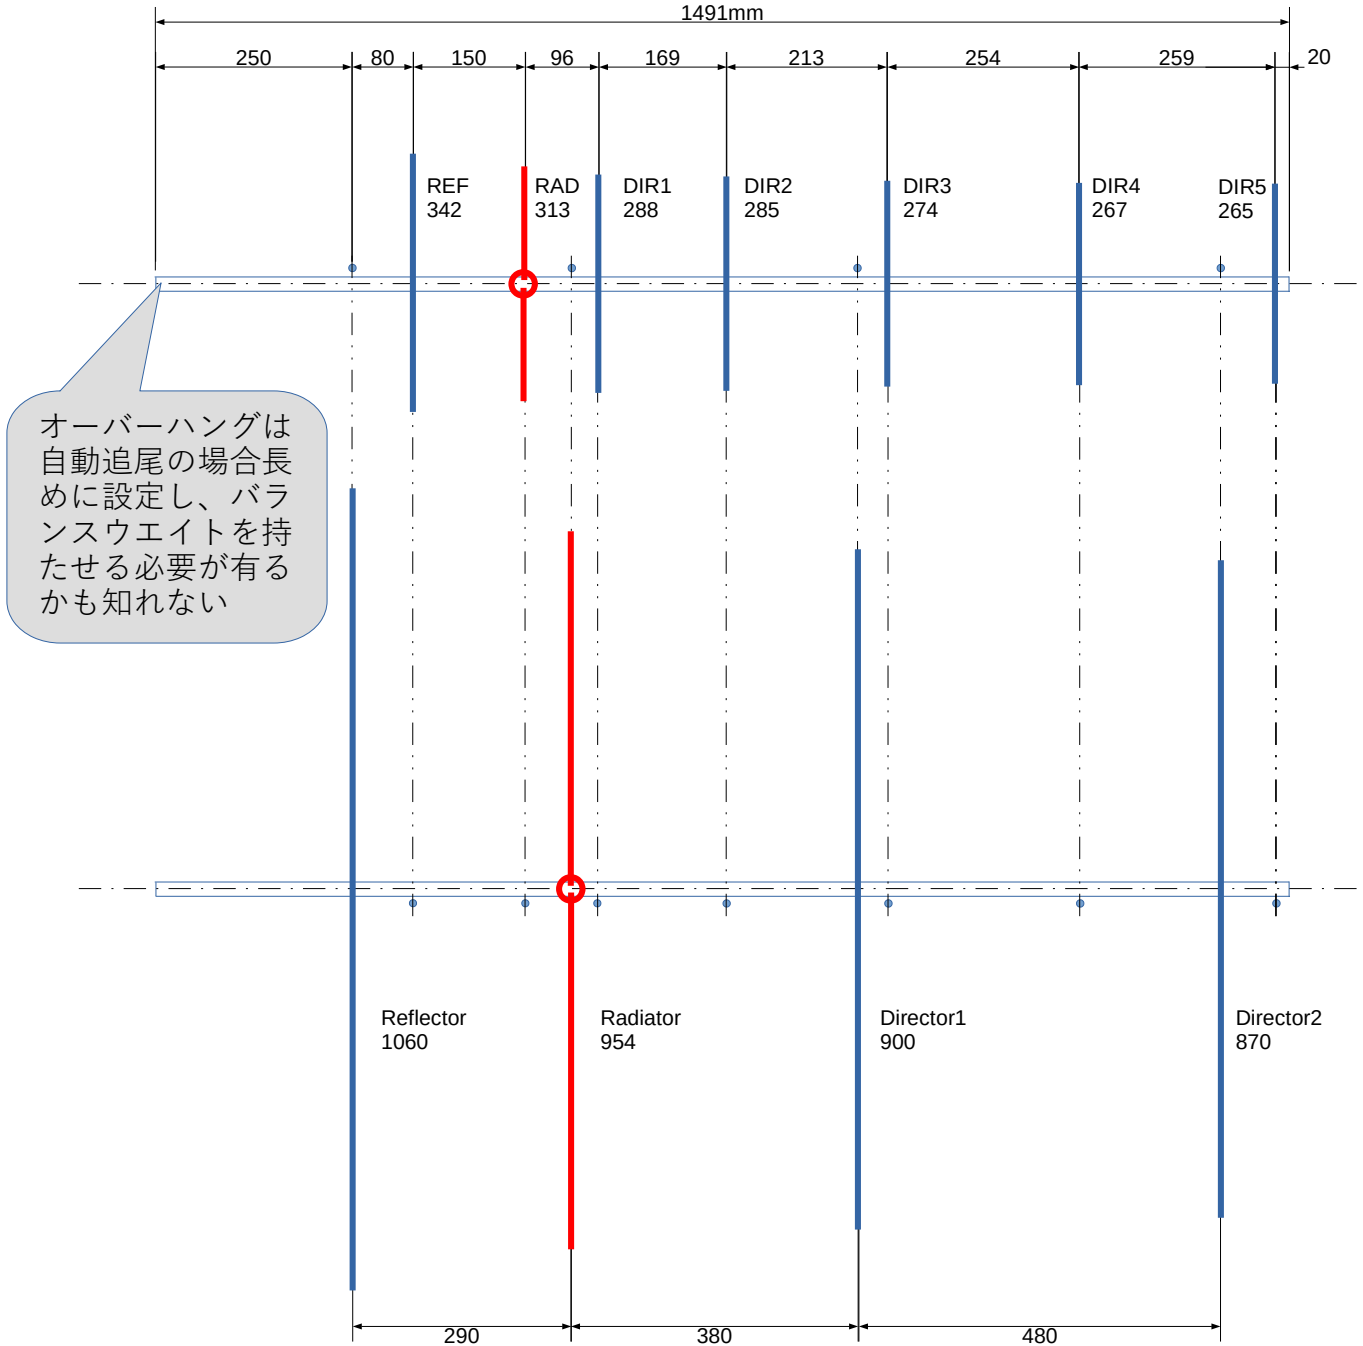 1491mm
250
80
150
96
169
213
254
259
20
REF
342
RAD
313
DIR1
288
DIR2
285
DIR3
274
DIR4
267
DIR5
265
オーバーハングは
自動追尾の場合長
めに設定し、バラ
ンスウエイトを持
たせる必要が有る
かも知れない
Reflector
1060
Radiator
954
Director1
900
Director2
870
290
380
480